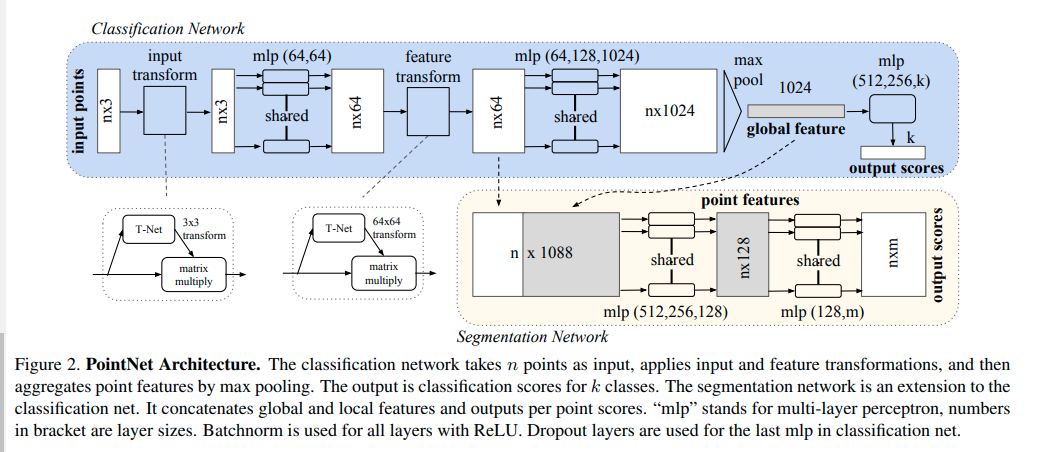 Classification Network
input
transform
mlp (64,64)
feature
transform
mlp (64,128,1024)
max
pool
1024
mlp
(512,256,k)
input points
nx3
nx3
shared
nx64
nx64
shared
nx1024
global feature
k
output scores
point features
T-Net
3x3
transform
matrix
multiply
T-Net
64x64
transform
matrix
multiply
n x 1088
shared
nx128
shared
nxm
output scores
mlp (512,256,128)
mlp (128,m)
Segmentation Network
Figure 2. PointNet Architecture. The classification network takes n points as input, applies input and feature transformations, and then
aggregates point features by max pooling. The output is classification scores for k classes. The segmentation network is an extension to the
classification net. It concatenates global and local features and outputs per point scores. “mlp” stands for multi-layer perceptron, numbers
in bracket are layer sizes. Batchnorm is used for all layers with ReLU. Dropout layers are used for the last mlp in classification net.